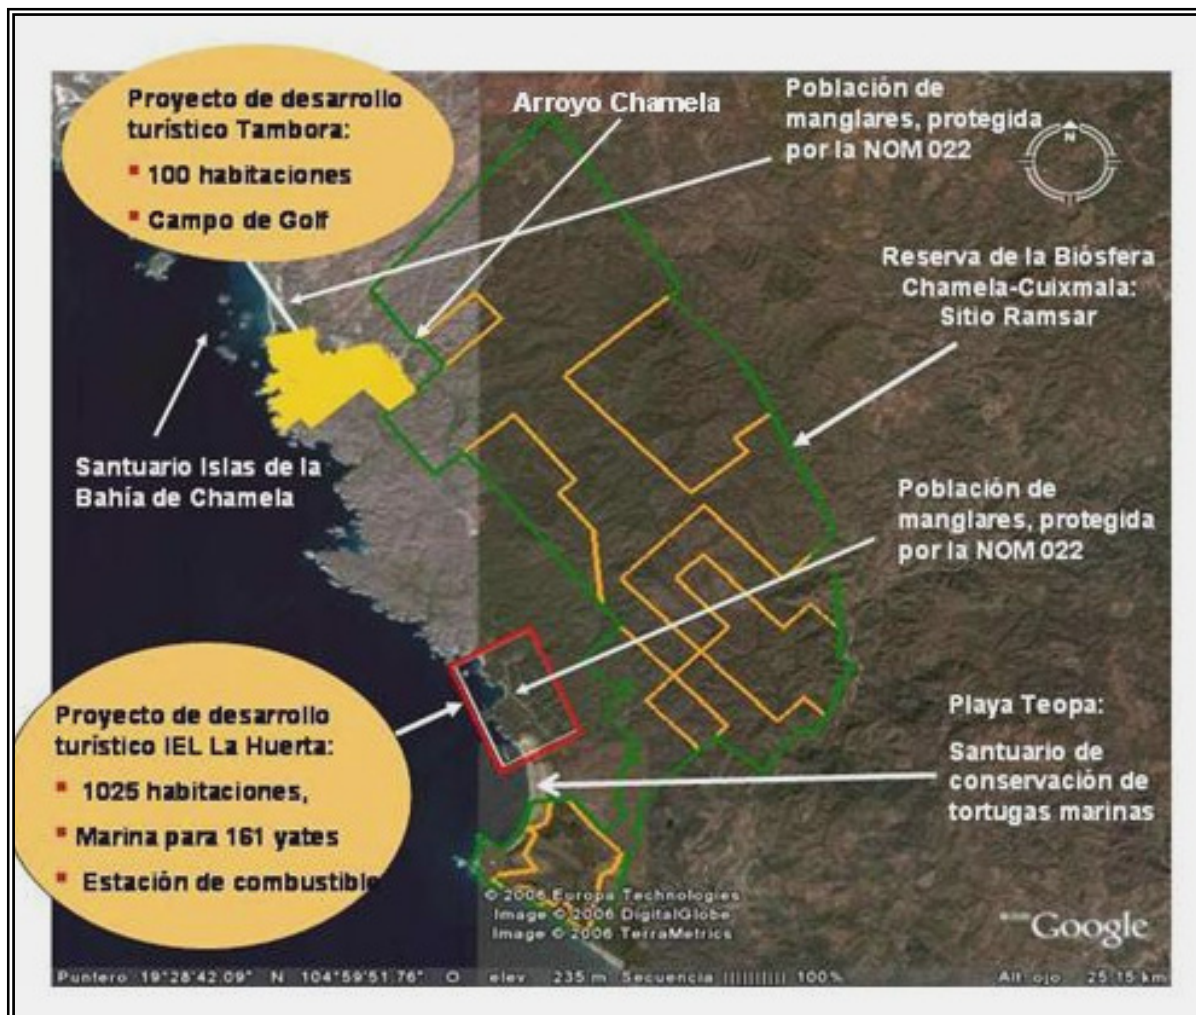 Proyecto de desarrollo
turístico Tambora:
▪ 100 habitaciones
▪ Campo de Golf
Arroyo Chamela
Población de
manglares, protegida
por la NOM 022
N
Reserva de la Biósfera
Chamela-Cuixmala:
Sitio Ramsar
Santuario Islas de la
Bahía de Chamela
Población de
manglares, protegida
por la NOM 022
Proyecto de desarrollo
turístico IEL La Huerta:
▪ 1025 habitaciones,
▪ Marina para 161 yates
▪ Estación de combustible
Playa Teopa:
Santuario de
conservación de
tortugas marinas
© 2006 Europa Technologies
Image © 2006 DigitalGlobe
Image © 2006 TerraMetrics
Google
Puntero 19°28'42.09" N 104°59'51.76" O elev 235 m Secuencia |||||||||| 100% Alt. ojo 25.15 km